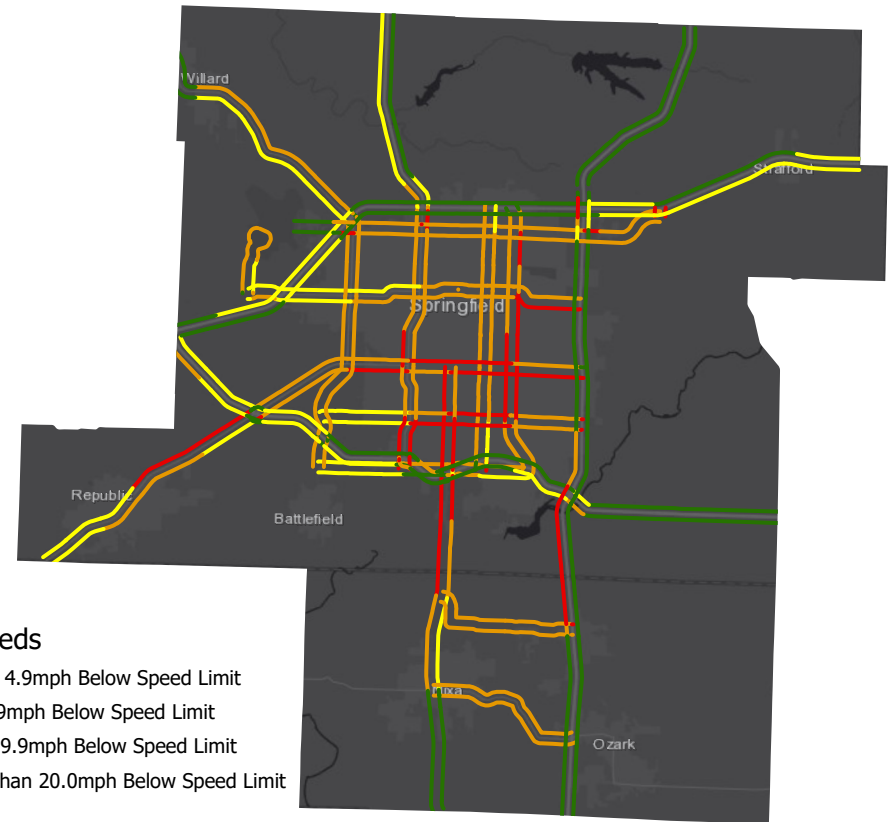 Willard
Strafford
Springfield
Republic
Battlefield
Nixa
Ozark
eds
4.9mph Below Speed Limit
9mph Below Speed Limit
9.9mph Below Speed Limit
han 20.0mph Below Speed Limit